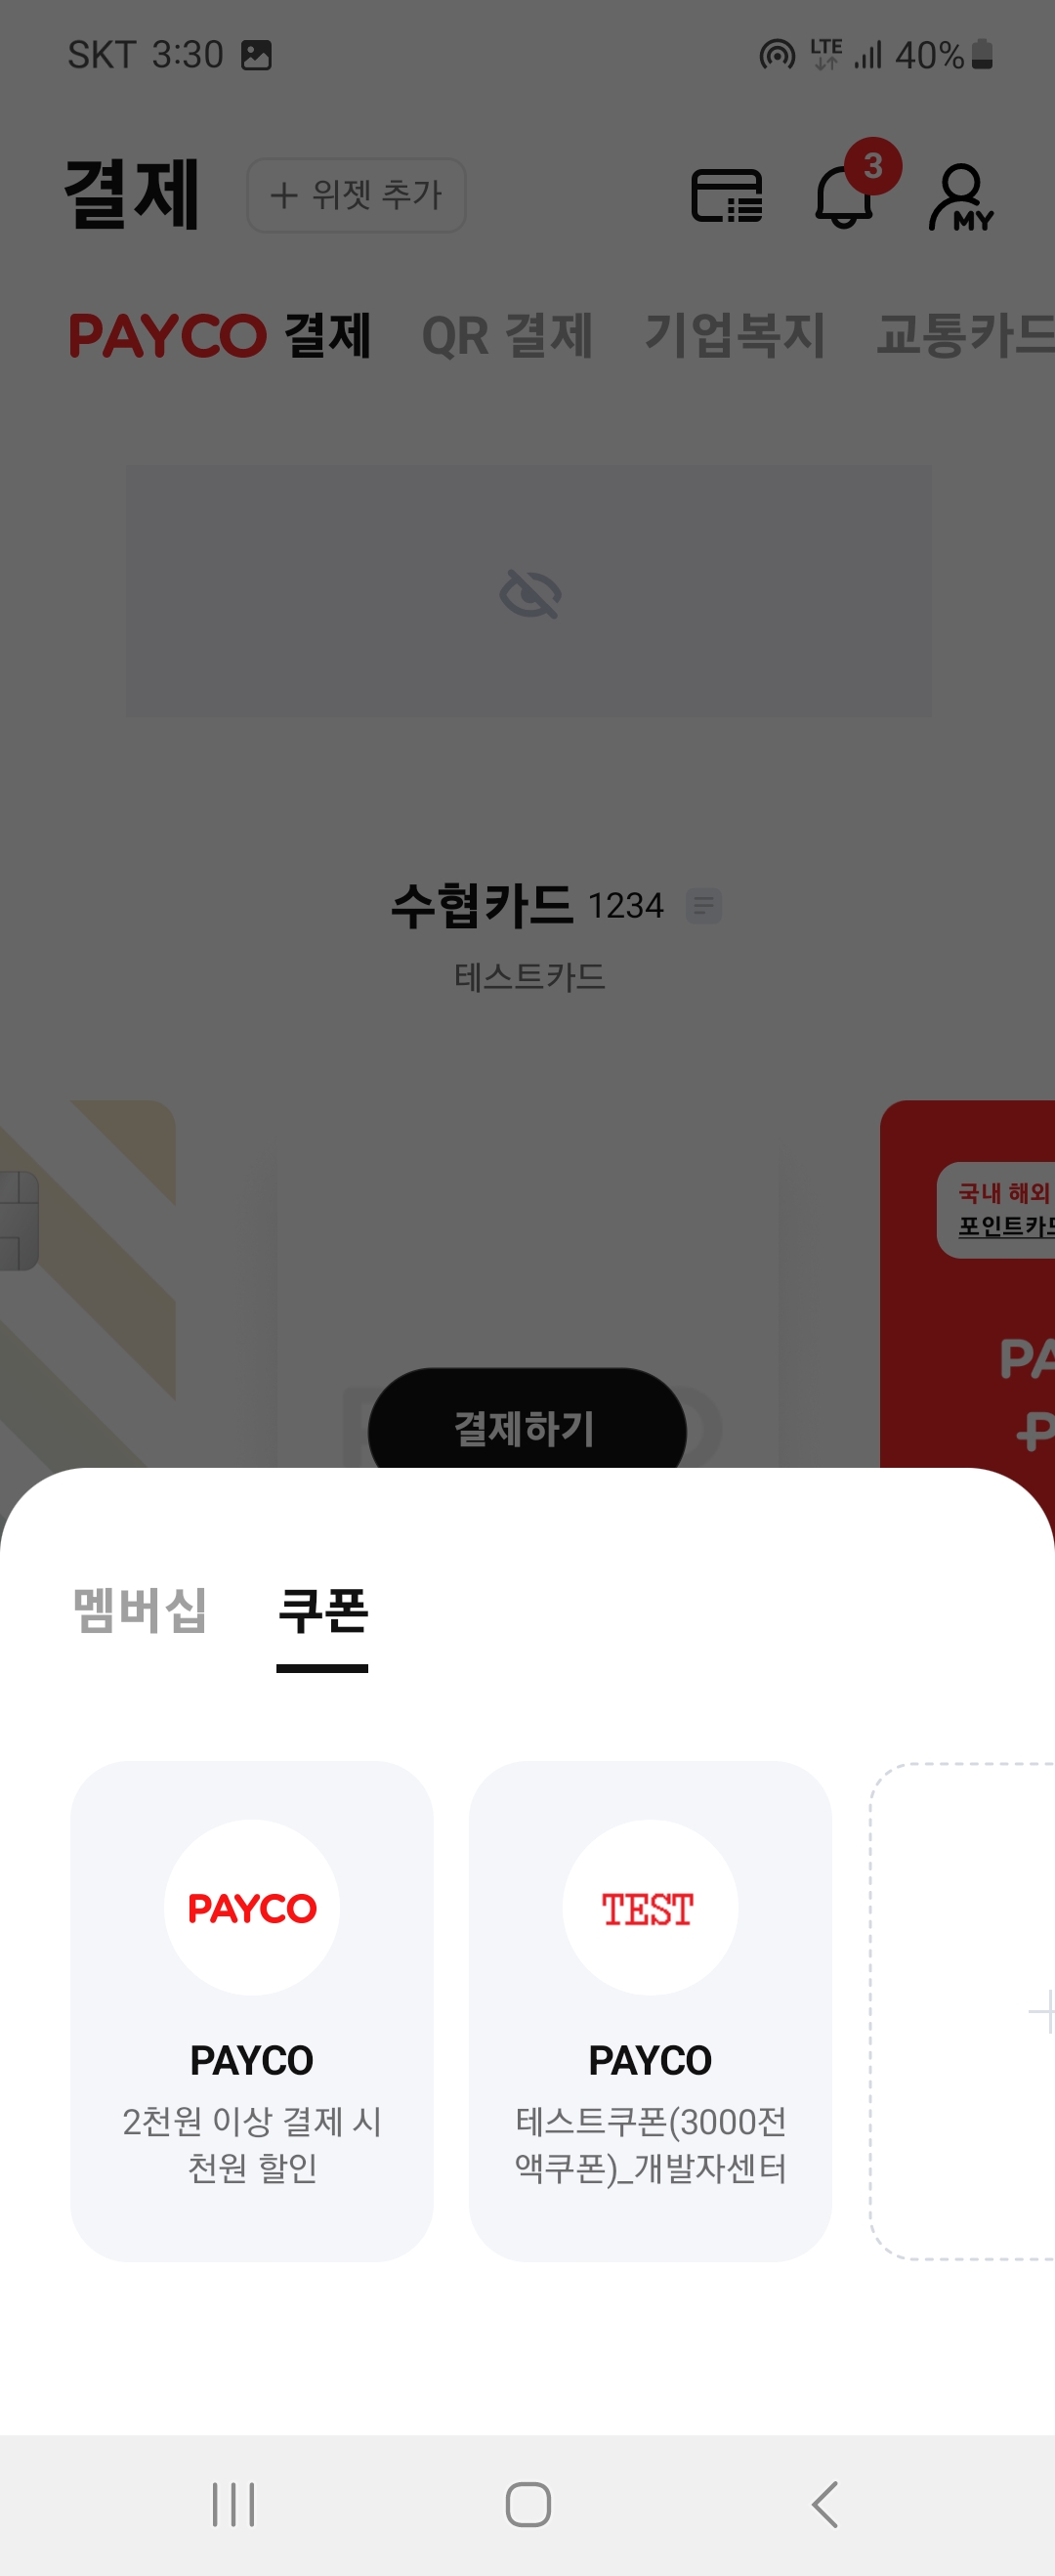 SKT 3:30 LTE 40%
결제 + 위젯 추가 3 MY
PAYCO 결제 QR 결제 기업복지 교통카드
수협카드 1234
테스트카드
국내 해외
포인트카드
PA
P
결제하기
멤버십 쿠폰
PAYCO TEST
PAYCO PAYCO
2천원 이상 결제 시 테스트쿠폰(3000전
천원 할인 액쿠폰)_개발자센터